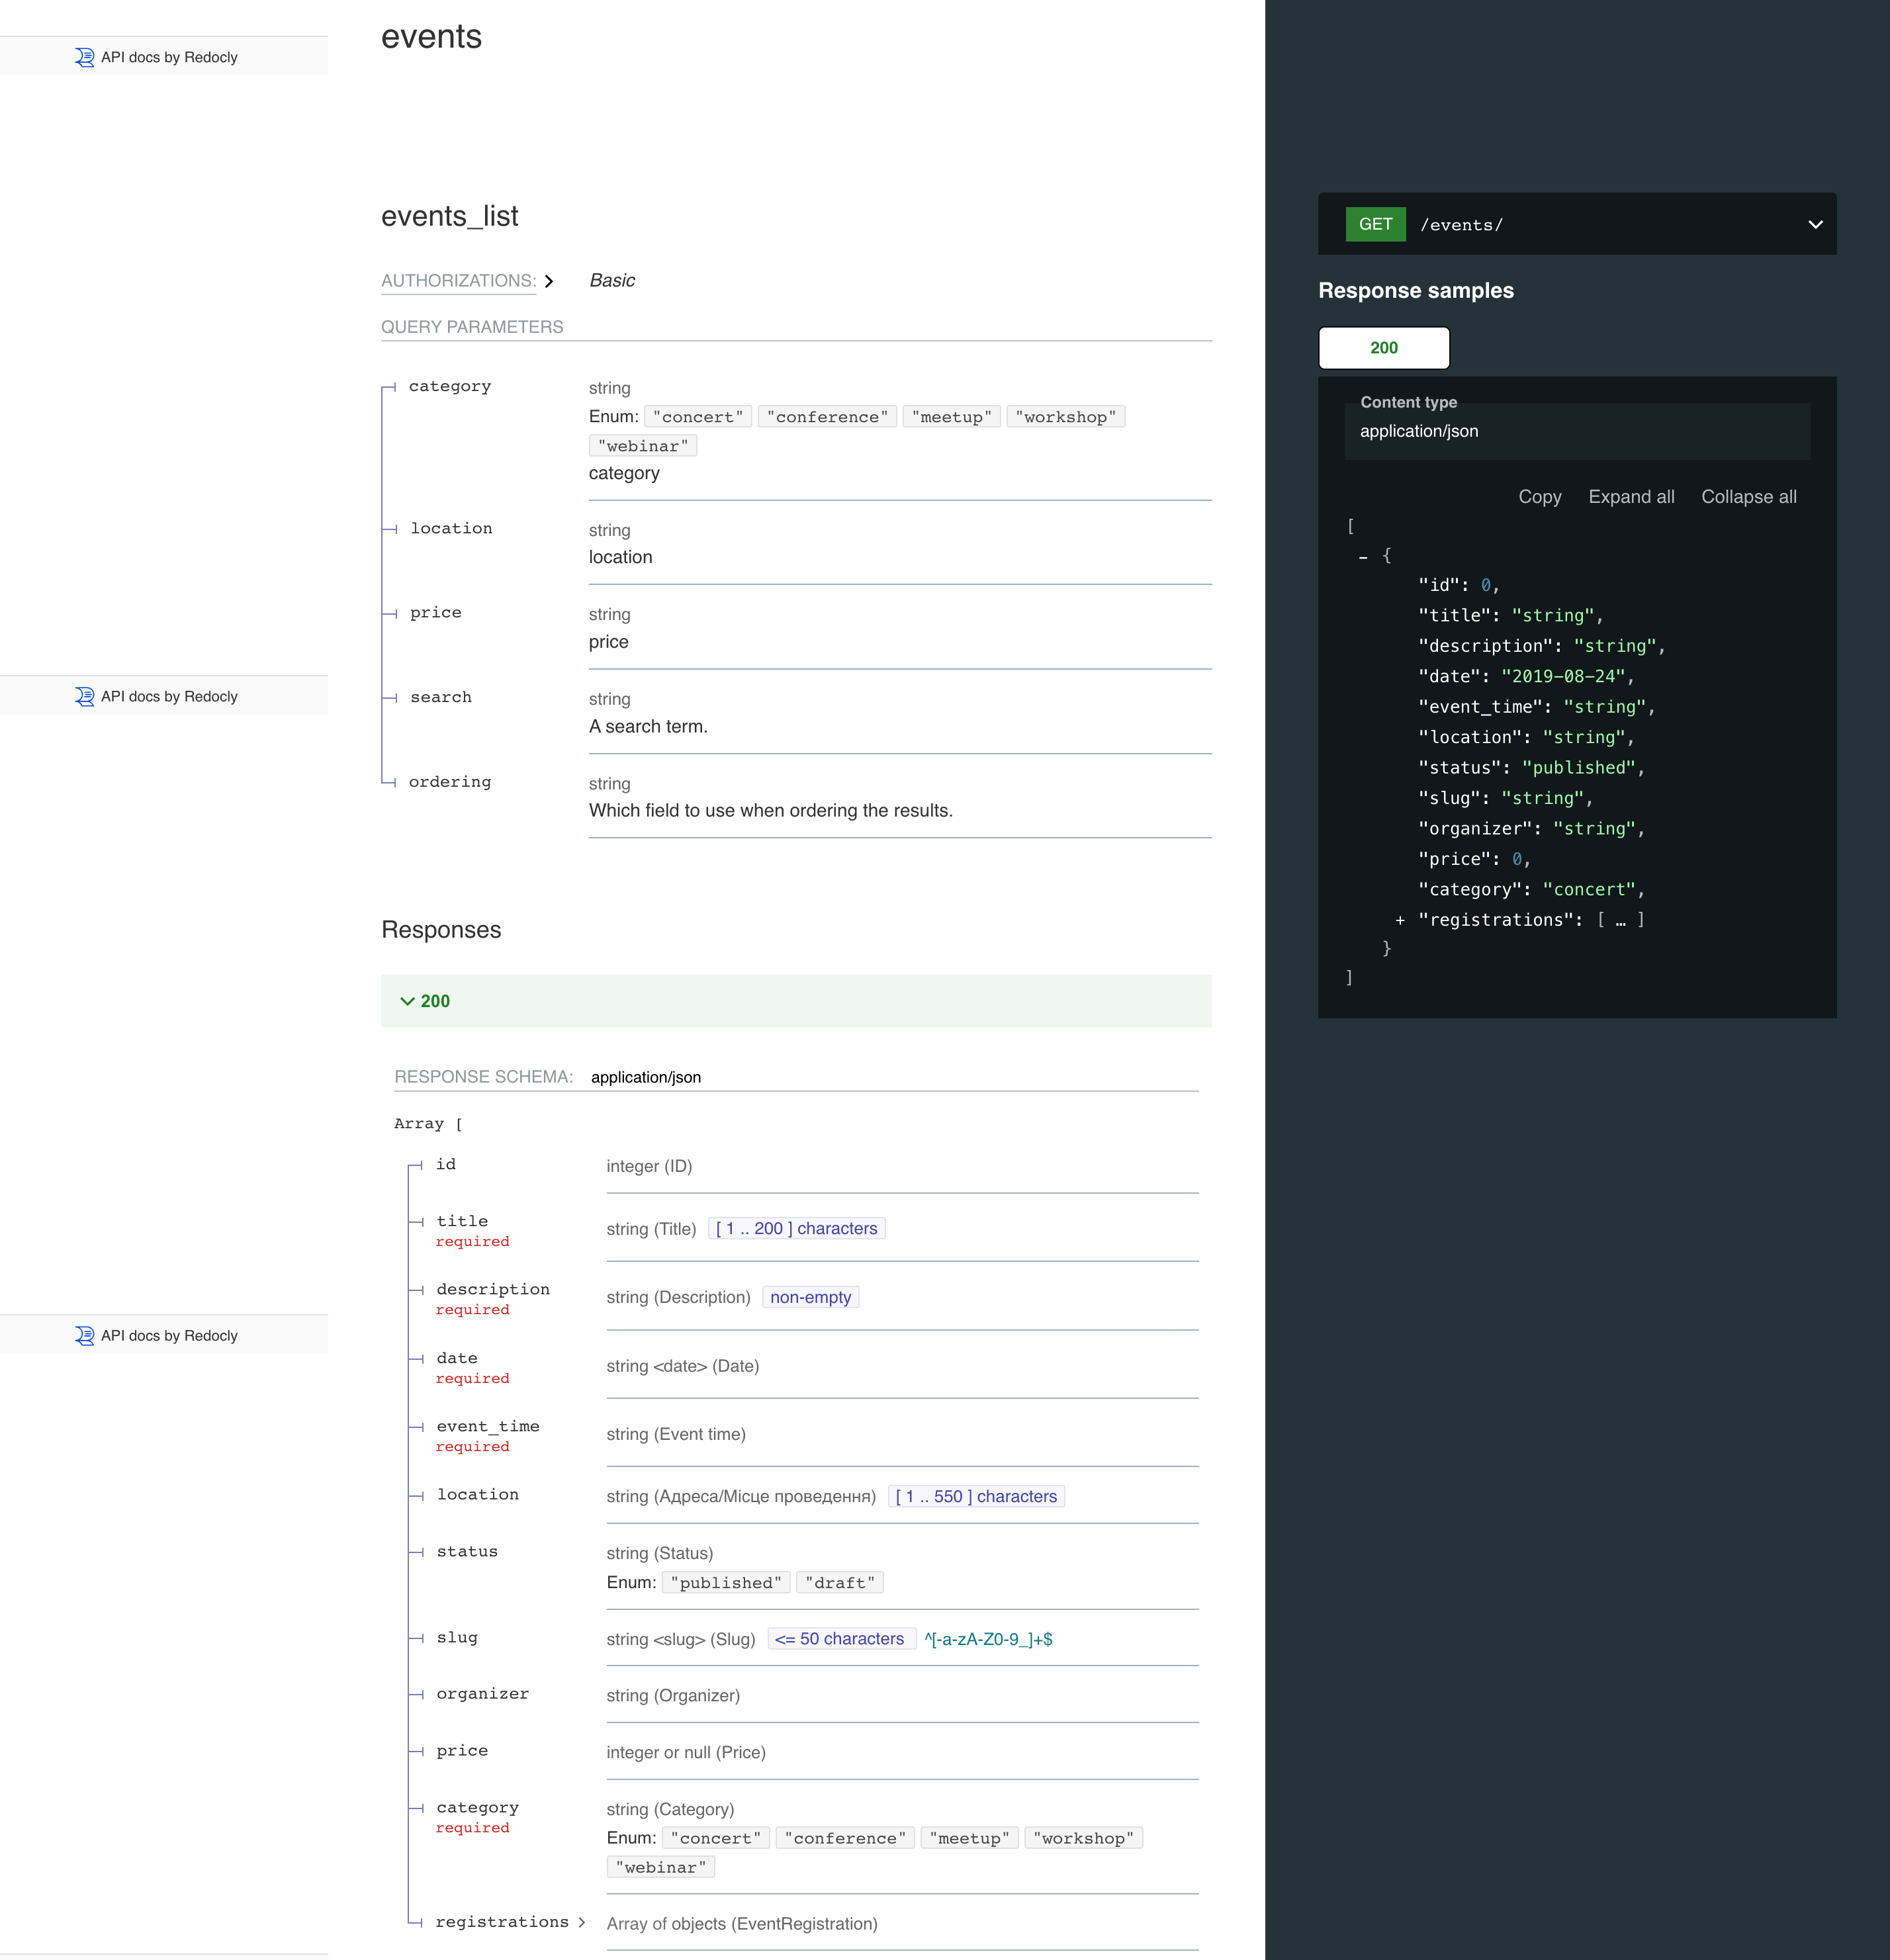 API docs by Redocly
API docs by Redocly
API docs by Redocly
events
events_list
AUTHORIZATIONS: Basic
QUERY PARAMETERS
category
string
Enum: "concert" "conference" "meetup" "workshop"
"webinar"
category
location
string
location
price
string
price
search
string
A search term.
ordering
string
Which field to use when ordering the results.
Responses
200
RESPONSE SCHEMA: application/json
Array [
id
integer (ID)
title
required
string (Title) [ 1 .. 200 ] characters
description
required
string (Description) non-empty
date
required
string <date> (Date)
event_time
required
string (Event time)
location
string (Адреса/Місце проведення) [ 1 .. 550 ] characters
status
string (Status)
Enum: "published" "draft"
slug
string <slug> (Slug) <= 50 characters ^[-a-zA-Z0-9_]+$
organizer
string (Organizer)
price
integer or null (Price)
category
required
string (Category)
Enum: "concert" "conference" "meetup" "workshop"
"webinar"
registrations
Array of objects (EventRegistration)
GET /events/
Response samples
200
Content type
application/json
Copy Expand all Collapse all
[
- {
"id": 0,
"title": "string",
"description": "string",
"date": "2019-08-24",
"event_time": "string",
"location": "string",
"status": "published",
"slug": "string",
"organizer": "string",
"price": 0,
"category": "concert",
+ "registrations": [ … ]
}
]